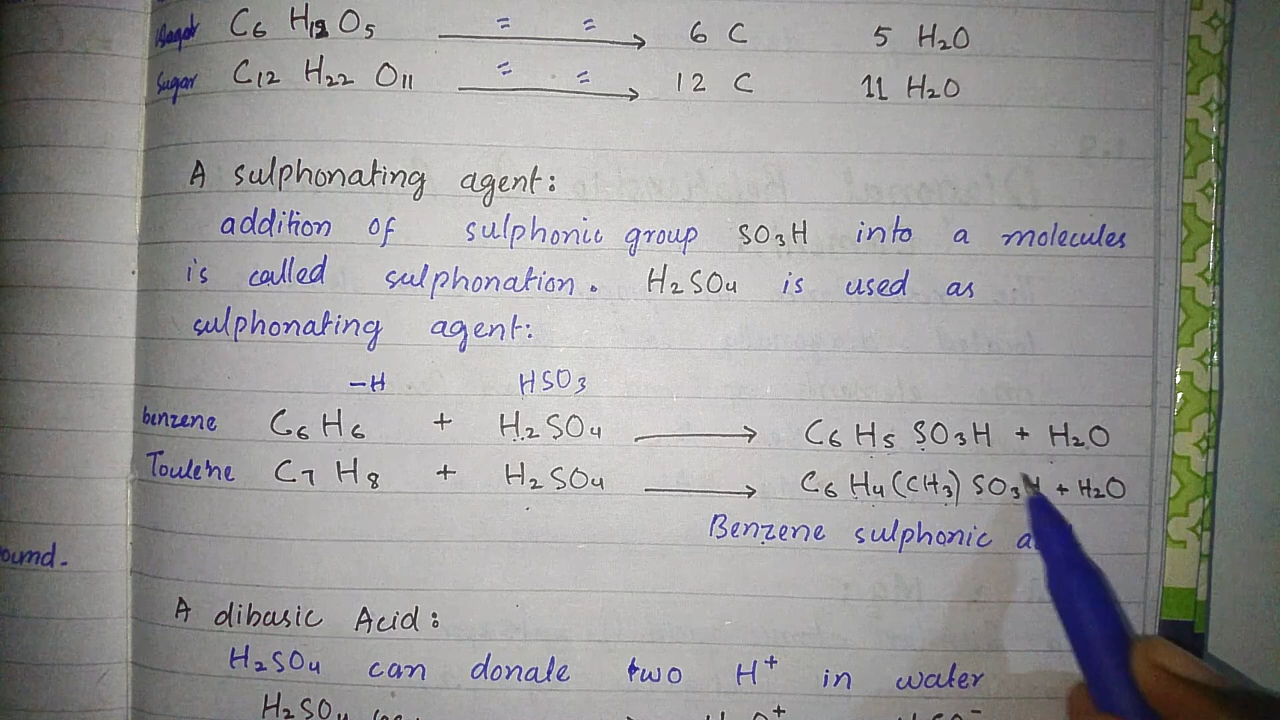 C6 H12 O5 = = 6 C 5 H2O
Sugar C12 H22 O11 = = 12 C 11 H2O
A sulphonating agent:
addition of sulphonic group SO3H into a molecules
is called sulphonation. H2SO4 is used as
sulphonating agent:
-H HSO3
benzene C6 H6 + H2SO4 → C6 H5 SO3H + H2O
Toulene C7 H8 + H2SO4 → C6 H4 (CH3) SO3H + H2O
Benzene sulphonic
ound.
A dibasic Acid:
H2SO4 can donate two H+ in water
H2SO4